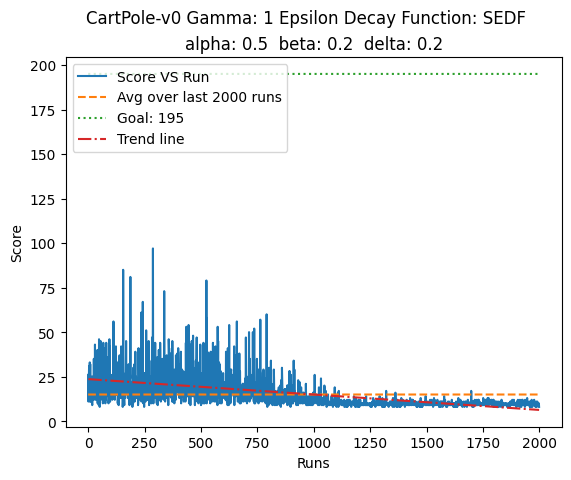 CartPole-v0 Gamma: 1 Epsilon Decay Function: SEDF
alpha: 0.5 beta: 0.2 delta: 0.2
200
175
150
125
100
75
50
25
0
Score
Score VS Run
Avg over last 2000 runs
Goal: 195
Trend line
0 250 500 750 1000 1250 1500 1750 2000
Runs